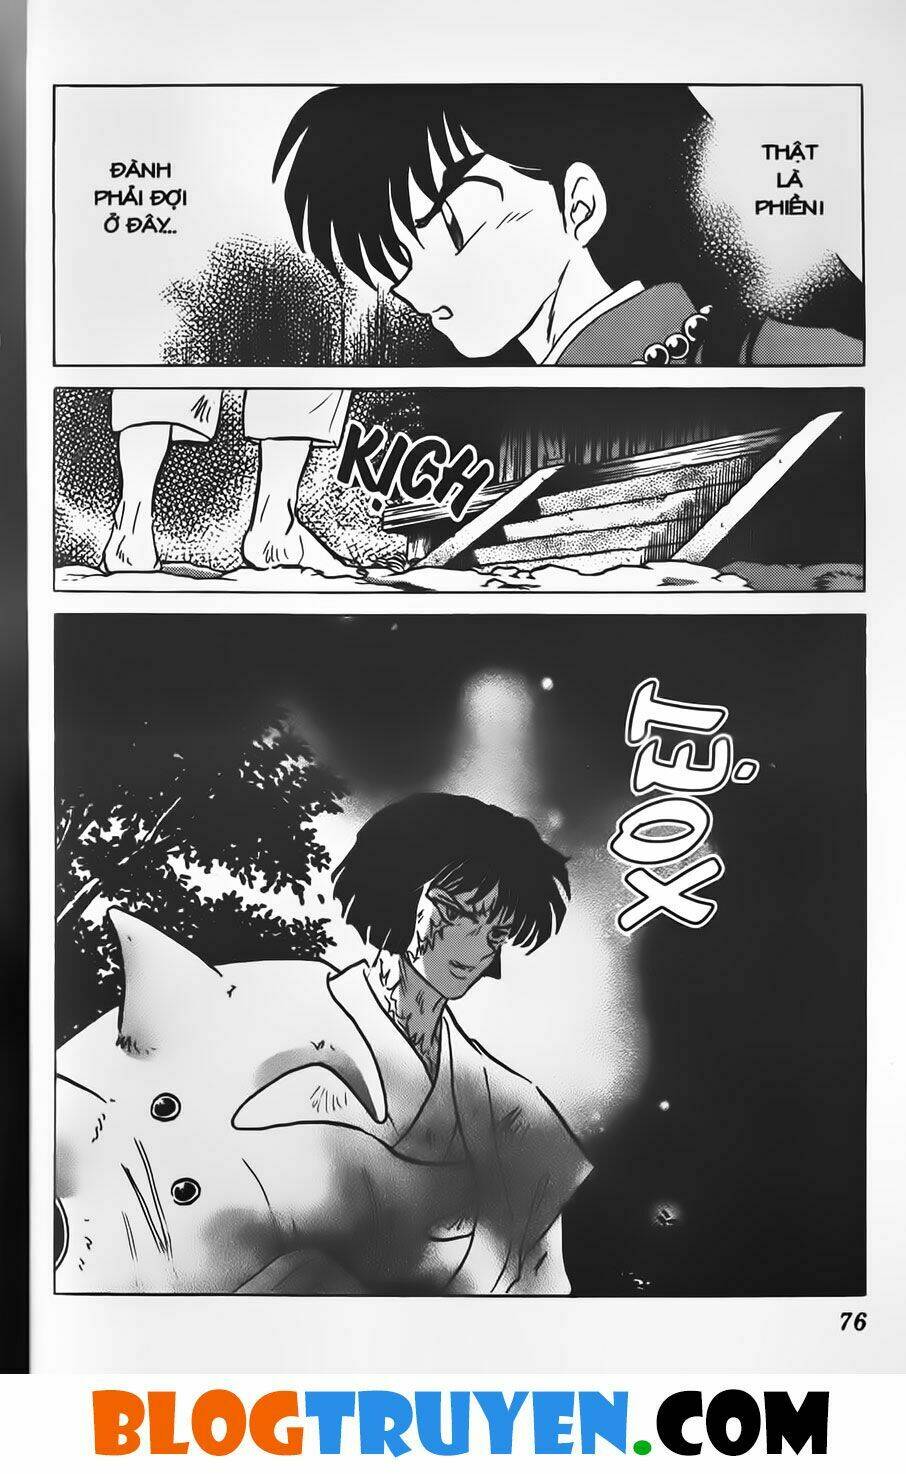 THẬT
LÀ
PHIỀN!
ĐÀNH
PHẢI ĐỢI
Ở ĐÂY...
KỊCH
XOẸT
76
BLOGTRUYEN.COM